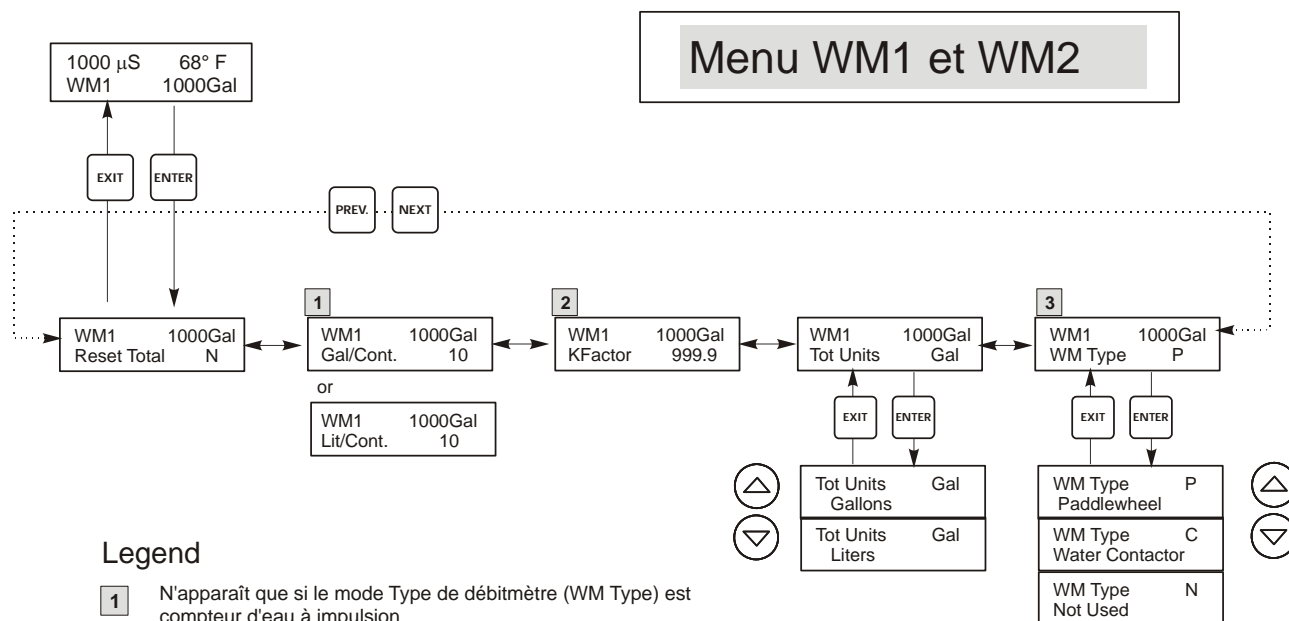 Menu WM1 et WM2
1000 µS 68° F
WM1 1000Gal
EXIT ENTER
PREV. NEXT
1
2
3
WM1 1000Gal
Reset Total N
WM1 1000Gal
Gal/Cont. 10
or
WM1 1000Gal
Lit/Cont. 10
WM1 1000Gal
KFactor 999.9
WM1 1000Gal
Tot Units Gal
EXIT ENTER
Tot Units Gal
Gallons
Tot Units Gal
Liters
WM1 1000Gal
WM Type P
EXIT ENTER
WM Type P
Paddlewheel
WM Type C
Water Contactor
WM Type N
Not Used
Legend
1 N'apparaît que si le mode Type de débitmètre (WM Type) est
compteur d'eau à impulsion